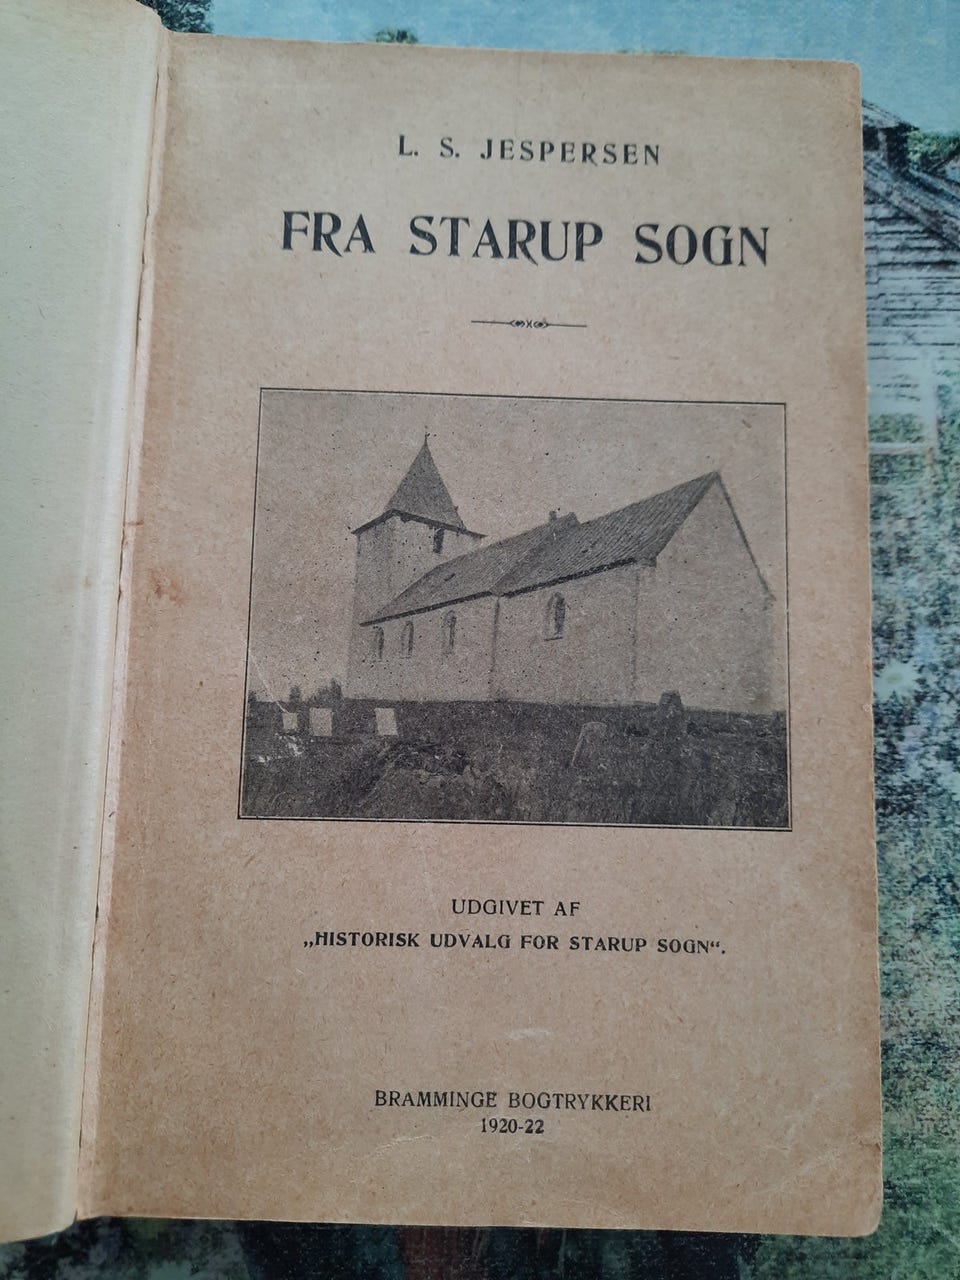 L. S. JESPERSEN
FRA STARUP SOGN
UDGIVET AF
„HISTORISK UDVALG FOR STARUP SOGN“.
BRAMMINGE BOGTRYKKERI
1920-22